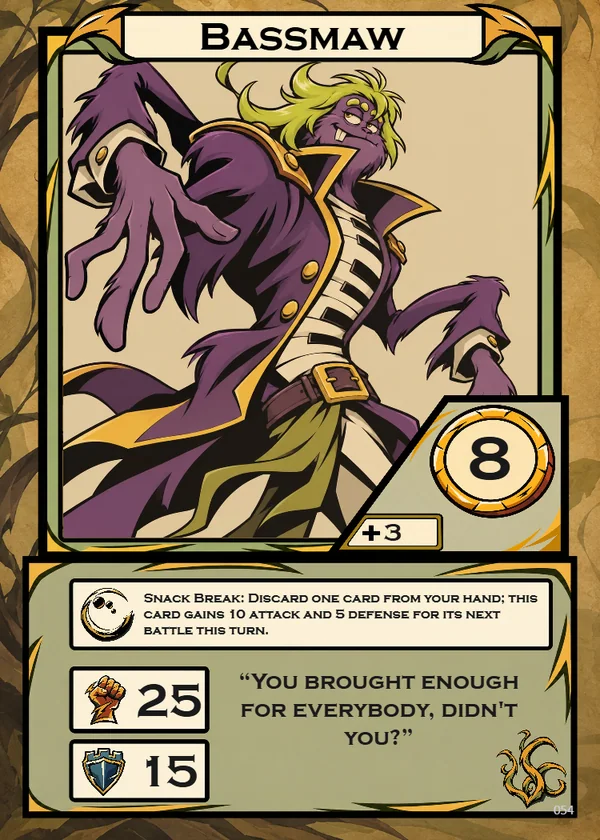 Bassmaw
8
+3
Snack Break: Discard one card from your hand; this
card gains 10 attack and 5 defense for its next
battle this turn.
25
“You brought enough
for everybody, didn't
you?”
15
054